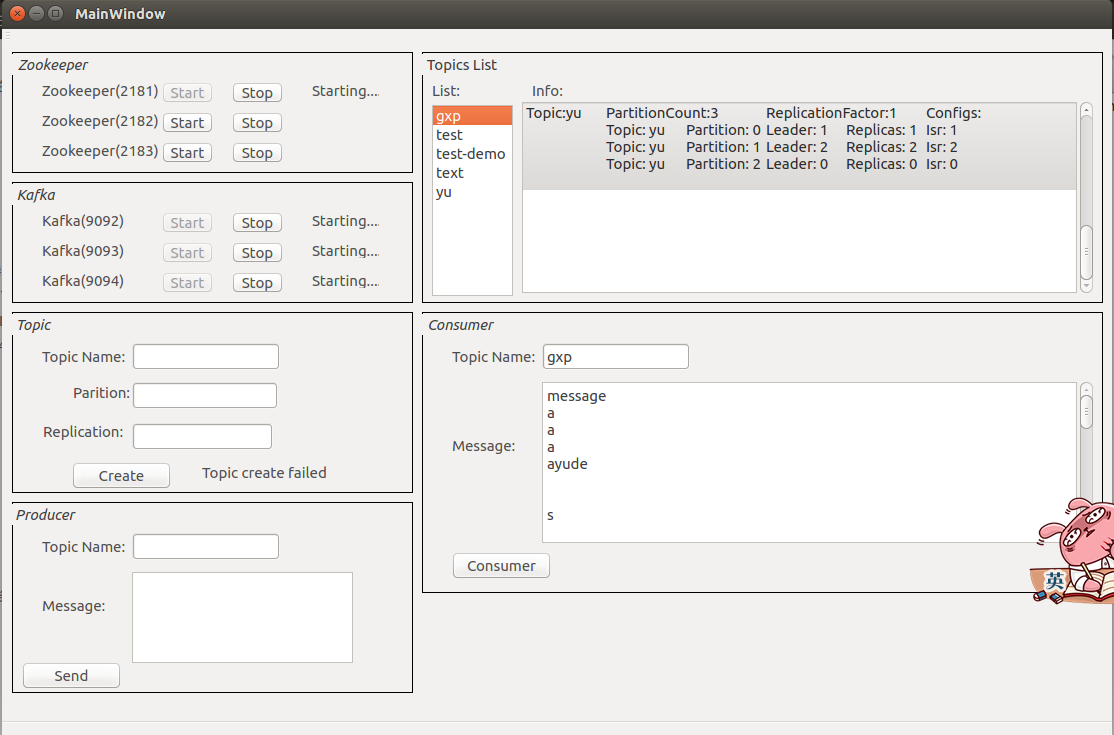 MainWindow
Zookeeper
Zookeeper(2181) Start Stop Starting....
Zookeeper(2182) Start Stop
Zookeeper(2183) Start Stop
Kafka
Kafka(9092) Start Stop Starting....
Kafka(9093) Start Stop Starting....
Kafka(9094) Start Stop Starting....
Topic
Topic Name:
Parition:
Replication:
Create Topic create failed
Producer
Topic Name:
Message:
Send
Topics List
List: Info:
gxp
test
test-demo
text
yu
Topic:yu PartitionCount:3 ReplicationFactor:1 Configs:
Topic: yu Partition: 0 Leader: 1 Replicas: 1 Isr: 1
Topic: yu Partition: 1 Leader: 2 Replicas: 2 Isr: 2
Topic: yu Partition: 2 Leader: 0 Replicas: 0 Isr: 0
Consumer
Topic Name: gxp
Message:
message
a
a
a
ayude
s
Consumer
英